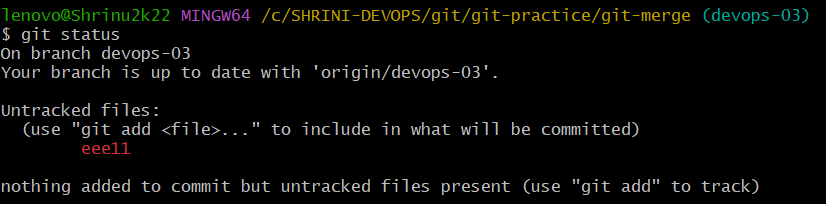 lenovo@Shrinu2k22 MINGW64 /c/SHRINI-DEVOPS/git/git-practice/git-merge (devops-03)
$ git status
On branch devops-03
Your branch is up to date with 'origin/devops-03'.

Untracked files:
  (use "git add <file>..." to include in what will be committed)
        eee11

nothing added to commit but untracked files present (use "git add" to track)